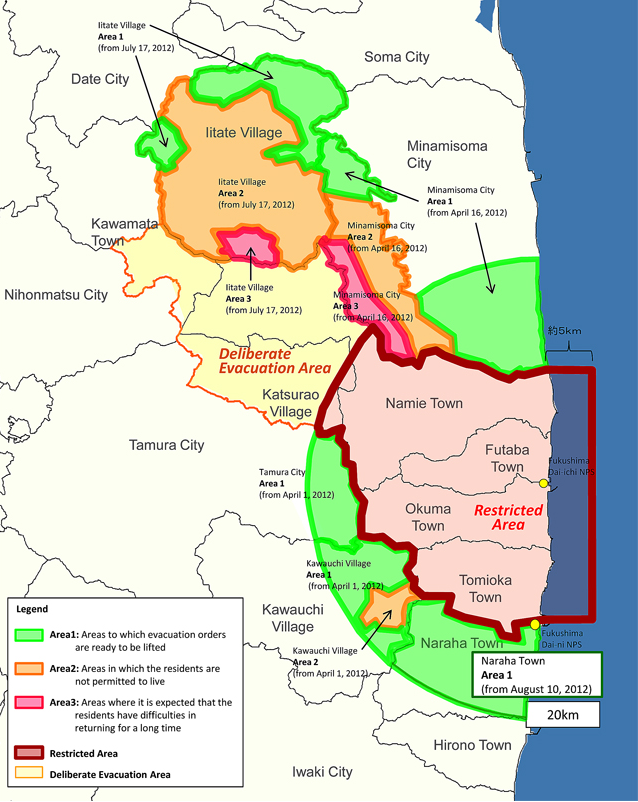 Iitate Village
Area 1
(from July 17, 2012)
Soma City
Date City
Iitate Village
Minamisoma
City
Iitate Village
Area 2
(from July 17, 2012)
Minamisoma City
Area 1
(from April 16, 2012)
Kawamata
Town
Minamisoma City
Area 2
(from April 16, 2012)
Nihonmatsu City
Iitate Village
Area 3
(from July 17, 2012)
Minamisoma City
Area 3
(from April 16, 2012)
約5km
Deliberate
Evacuation Area
Katsurao
Village
Namie Town
Tamura City
Futaba
Town
Fukushima
Dai-ichi NPS
Tamura City
Area 1
(from April 1, 2012)
Okuma
Town
Restricted
Area
Kawauchi Village
Area 1
(from April 1, 2012)
Tomioka
Town
Kawauchi
Village
Naraha Town
Fukushima
Dai-ni NPS
Kawauchi Village
Area 2
(from April 1, 2012)
Naraha Town
Area 1
(from August 10, 2012)
20km
Hirono Town
Iwaki City
Legend
Area1: Areas to which evacuation orders
are ready to be lifted
Area2: Areas in which the residents are
not permitted to live
Area3: Areas where it is expected that the
residents have difficulties in
returning for a long time
Restricted Area
Deliberate Evacuation Area